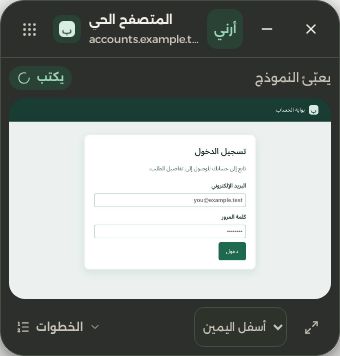 المتصفح الحي
accounts.example.t...
أرني
ب
يعبّئ النموذج
يكتب
بوابة الحساب
ب
تسجيل الدخول
تابع إلى حسابك للوصول إلى تفاصيل الطلب.
البريد الإلكتروني
you@example.test
كلمة المرور
••••••••
دخول
أسفل اليمين
الخطوات